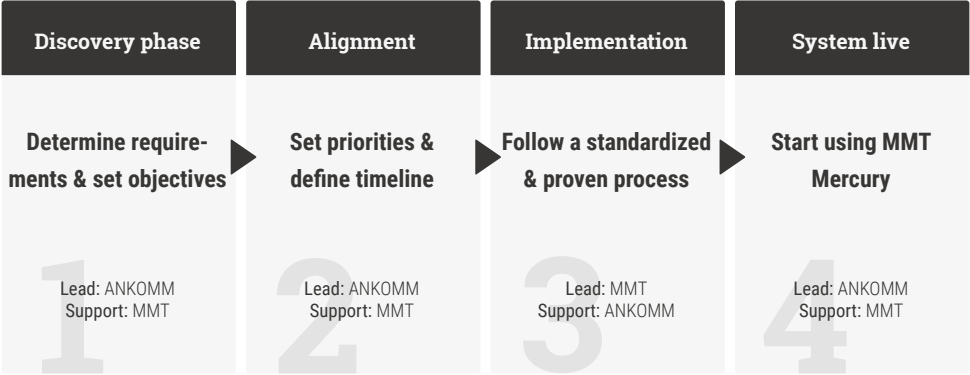 Discovery phase
Determine require-
ments & set objectives
1
Lead: ANKOMM
Support: MMT
Alignment
Set priorities &
define timeline
2
Lead: ANKOMM
Support: MMT
Implementation
Follow a standardized
& proven process
3
Lead: MMT
Support: ANKOMM
System live
Start using MMT
Mercury
4
Lead: ANKOMM
Support: MMT